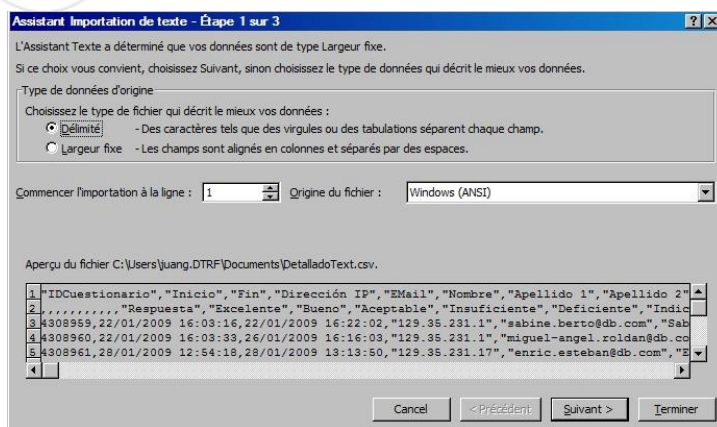 Assistant Importation de texte - Étape 1 sur 3
L'Assistant Texte a déterminé que vos données sont de type Largeur fixe.
Si ce choix vous convient, choisissez Suivant, sinon choisissez le type de données qui décrit le mieux vos données.
Type de données d'origine
Choisissez le type de fichier qui décrit le mieux vos données :
Délimité - Des caractères tels que des virgules ou des tabulations séparent chaque champ.
Largeur fixe - Les champs sont alignés en colonnes et séparés par des espaces.
Commencer l'importation à la ligne : 1 Origine du fichier : Windows (ANSI)
Aperçu du fichier C:\Users\juang.DTRF\Documents\DetalladoText.csv.
1 "IDCuestionario","Inicio","Fin","Dirección IP","EMail","Nombre","Apellido 1","Apellido 2"
2 ,,,,,,,,,,,"Respuesta","Excelente","Bueno","Aceptable","Insuficiente","Deficiente","Indic
3 4308959,22/01/2009 16:03:16,22/01/2009 16:22:02,"129.35.231.1","sabine.berto@db.com","Sab
4 4308960,22/01/2009 16:03:33,26/01/2009 16:16:03,"129.35.231.1","miguel-angel.roldan@db.co
5 4308961,28/01/2009 12:54:18,28/01/2009 13:13:50,"129.35.231.17","enric.esteban@db.com","E
Cancel < Précédent Suivant > Terminer